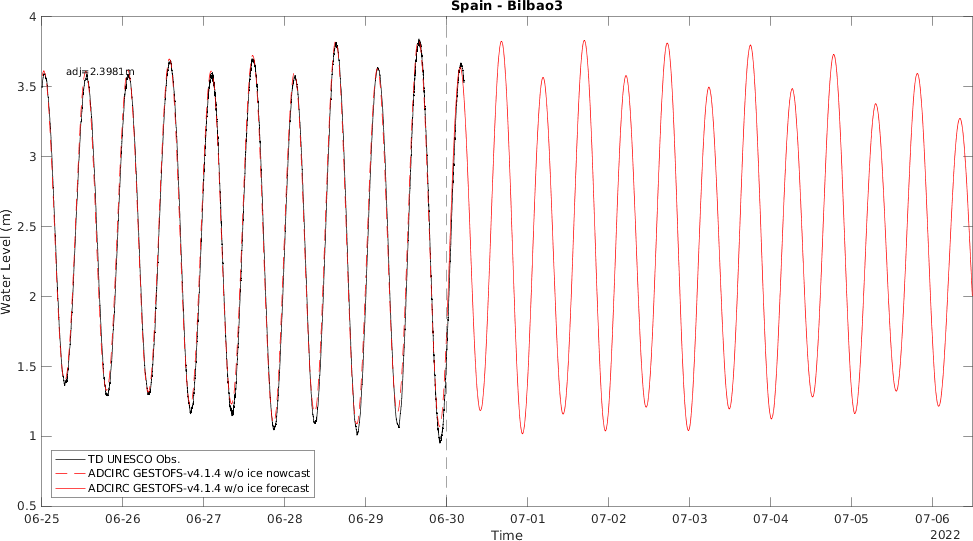 Spain - Bilbao3
4
3.5
3
2.5
2
1.5
1
0.5
Water Level (m)
adj=2.3981m
TD UNESCO Obs.
ADCIRC GESTOFS-v4.1.4 w/o ice nowcast
ADCIRC GESTOFS-v4.1.4 w/o ice forecast
06-25 06-26 06-27 06-28 06-29 06-30 07-01 07-02 07-03 07-04 07-05 07-06
Time
2022